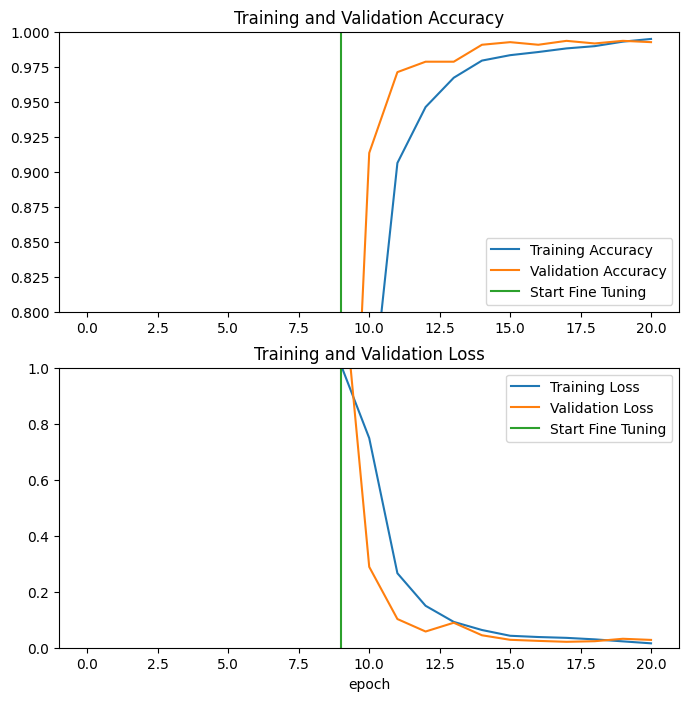 Training and Validation Accuracy
1.000
0.975
0.950
0.925
0.900
0.875
0.850
0.825
0.800
Training Accuracy
Validation Accuracy
Start Fine Tuning
0.0 2.5 5.0 7.5 10.0 12.5 15.0 17.5 20.0
Training and Validation Loss
1.0
0.8
0.6
0.4
0.2
0.0
Training Loss
Validation Loss
Start Fine Tuning
0.0 2.5 5.0 7.5 10.0 12.5 15.0 17.5 20.0
epoch